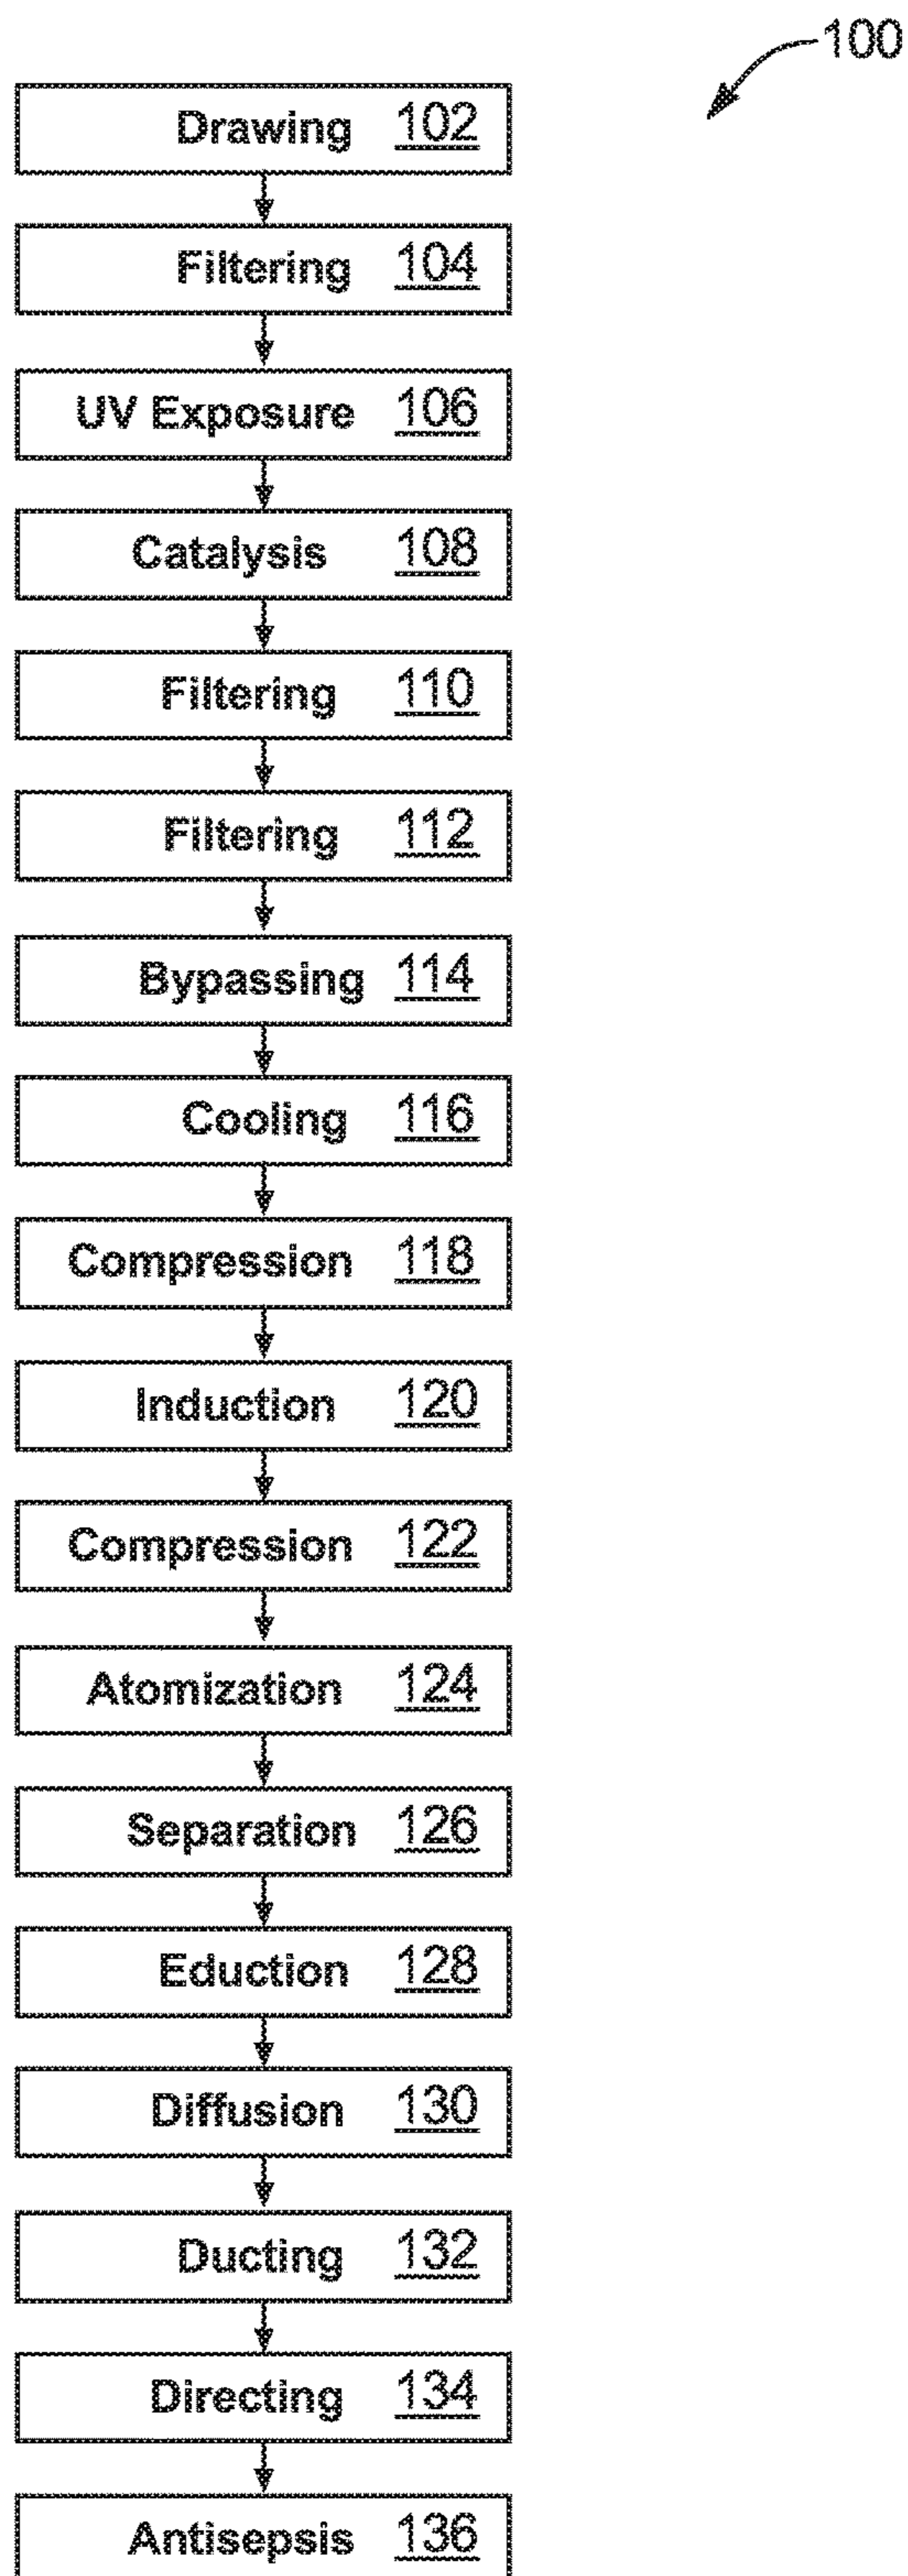 100
Drawing 102
Filtering 104
UV Exposure 106
Catalysis 108
Filtering 110
Filtering 112
Bypassing 114
Cooling 116
Compression 118
Induction 120
Compression 122
Atomization 124
Separation 126
Eduction 128
Diffusion 130
Ducting 132
Directing 134
Antisepsis 136